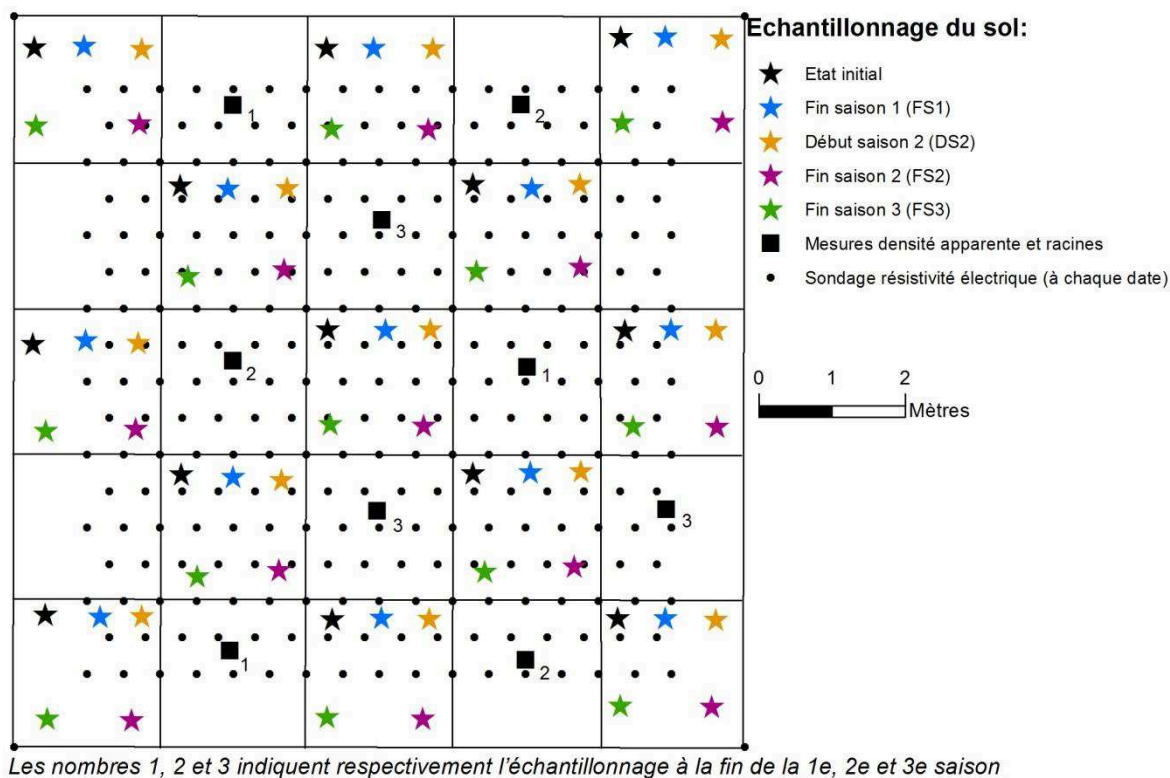 Echantillonnage du sol:
Etat initial
Fin saison 1 (FS1)
Début saison 2 (DS2)
Fin saison 2 (FS2)
Fin saison 3 (FS3)
Mesures densité apparente et racines
Sondage résistivité électrique (à chaque date)
1
2
3
0 1 2
Mètres
2
1
3
3
1
2
Les nombres 1, 2 et 3 indiquent respectivement l'échantillonnage à la fin de la 1e, 2e et 3e saison